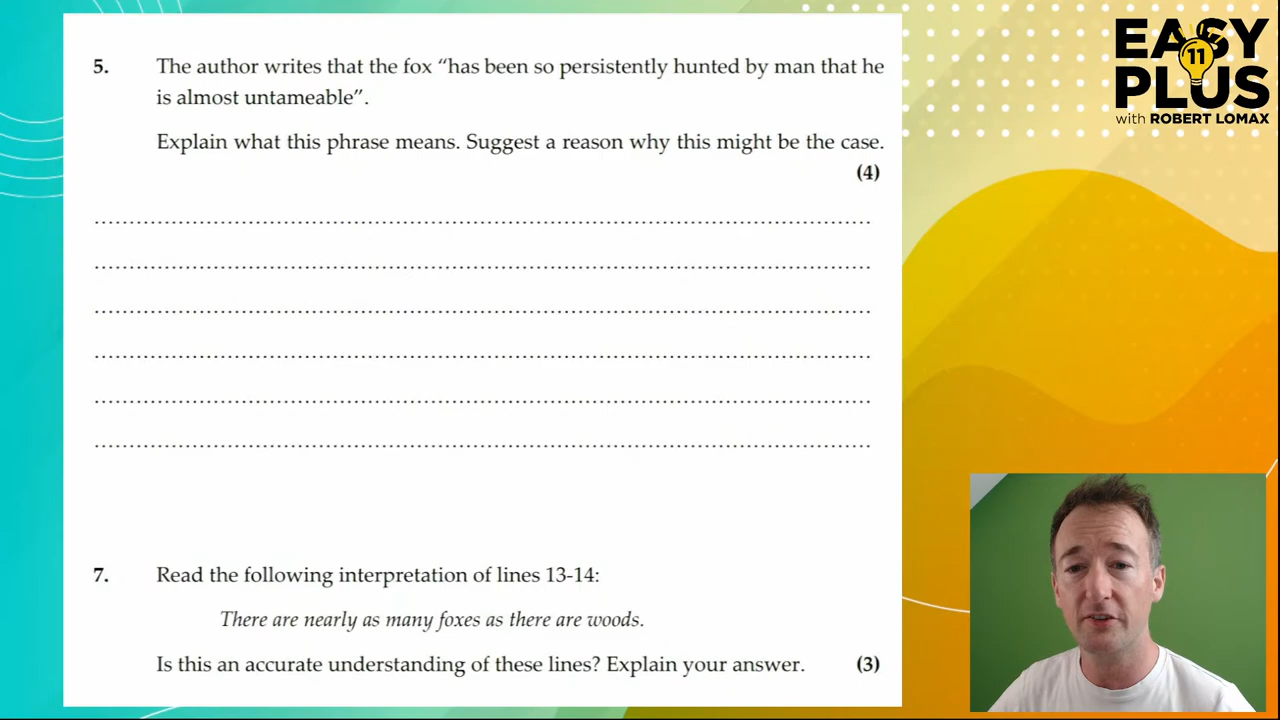 EASY
11
PLUS
with ROBERT LOMAX
5. The author writes that the fox “has been so persistently hunted by man that he
is almost untameable”.
Explain what this phrase means. Suggest a reason why this might be the case.
(4)
7. Read the following interpretation of lines 13-14:
There are nearly as many foxes as there are woods.
Is this an accurate understanding of these lines? Explain your answer. (3)